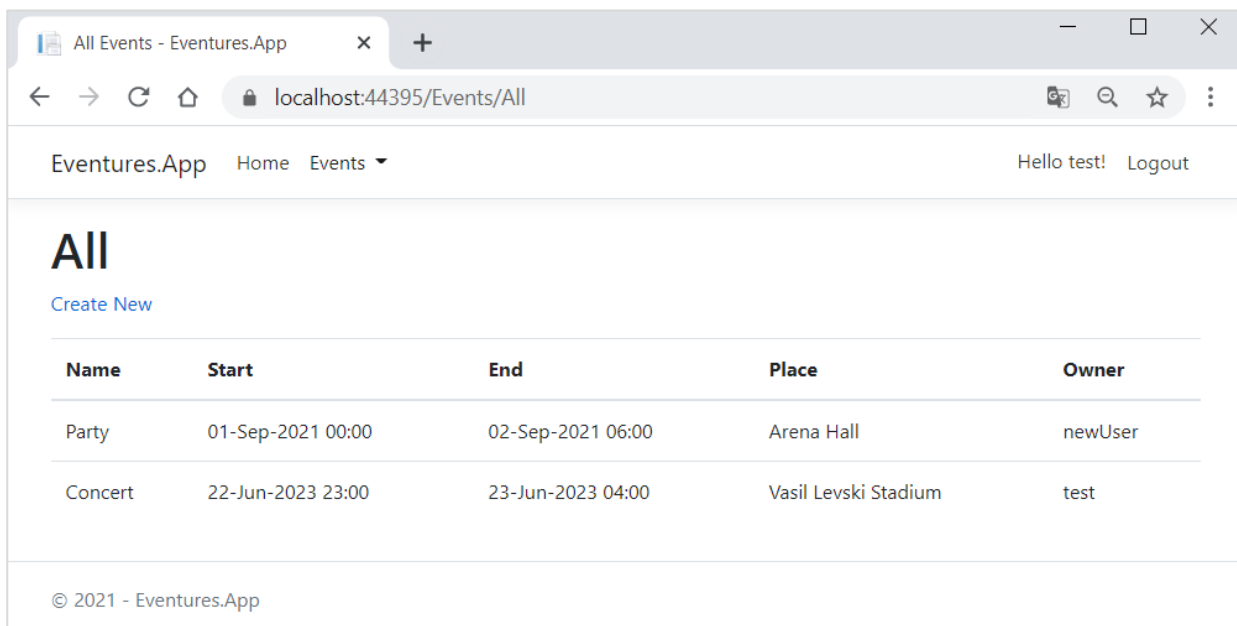 All Events - Eventures.App
localhost:44395/Events/All
Eventures.App Home Events Hello test! Logout
All
Create New
Name Start End Place Owner
Party 01-Sep-2021 00:00 02-Sep-2021 06:00 Arena Hall newUser
Concert 22-Jun-2023 23:00 23-Jun-2023 04:00 Vasil Levski Stadium test
© 2021 - Eventures.App